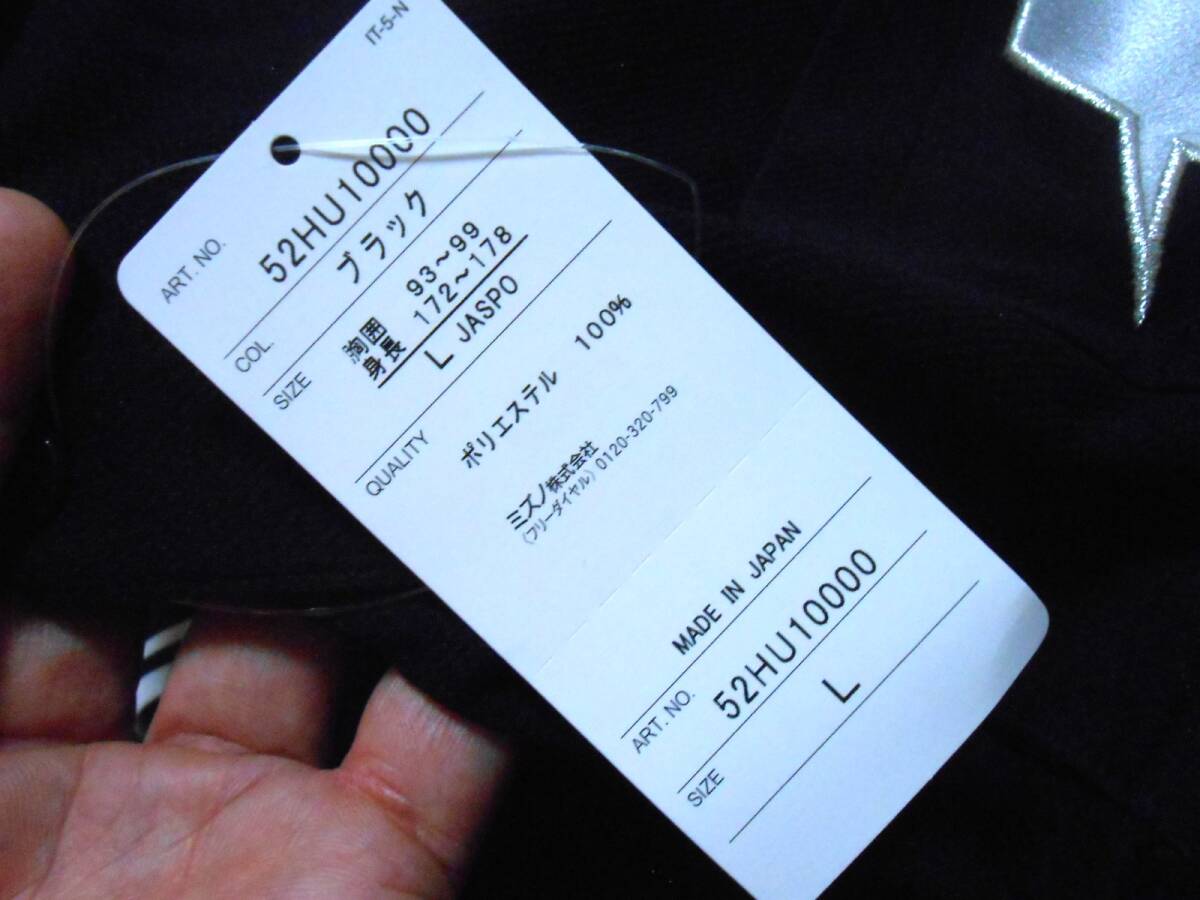 IT-5-N
ART. NO.
52HU10000
COL.
ブラック
SIZE
胸囲 93～99
身長 172～178
L JASPO
QUALITY
ポリエステル 100%
ミズノ株式会社
(フリーダイヤル) 0120-320-799
MADE IN JAPAN
ART. NO.
52HU10000
SIZE
L